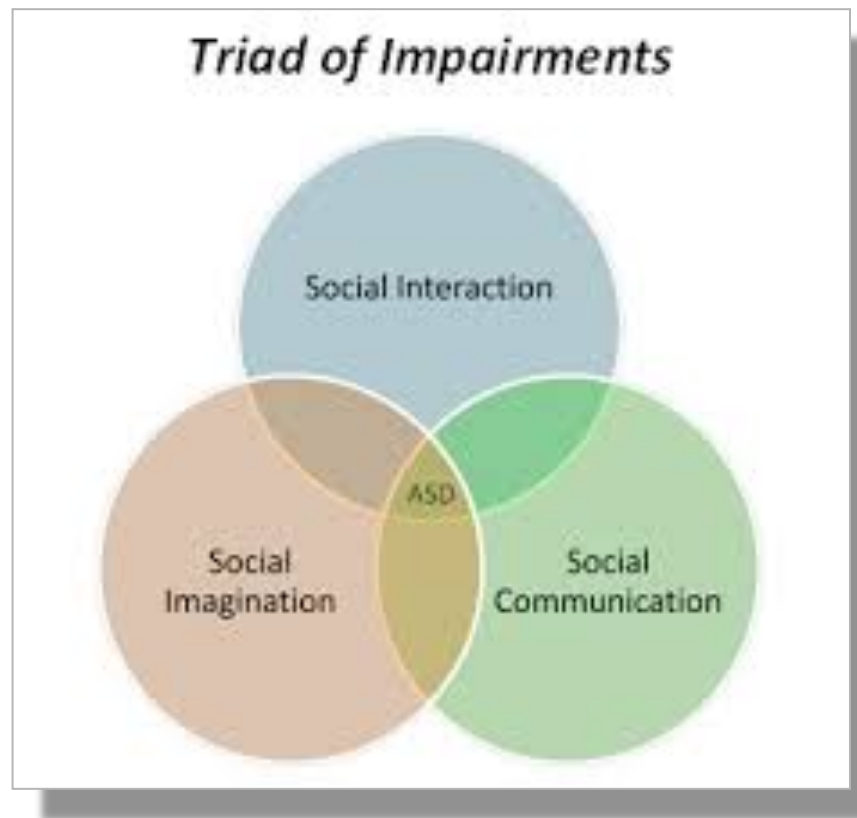 Triad of Impairments
Social Interaction
ASD
Social
Imagination
Social
Communication